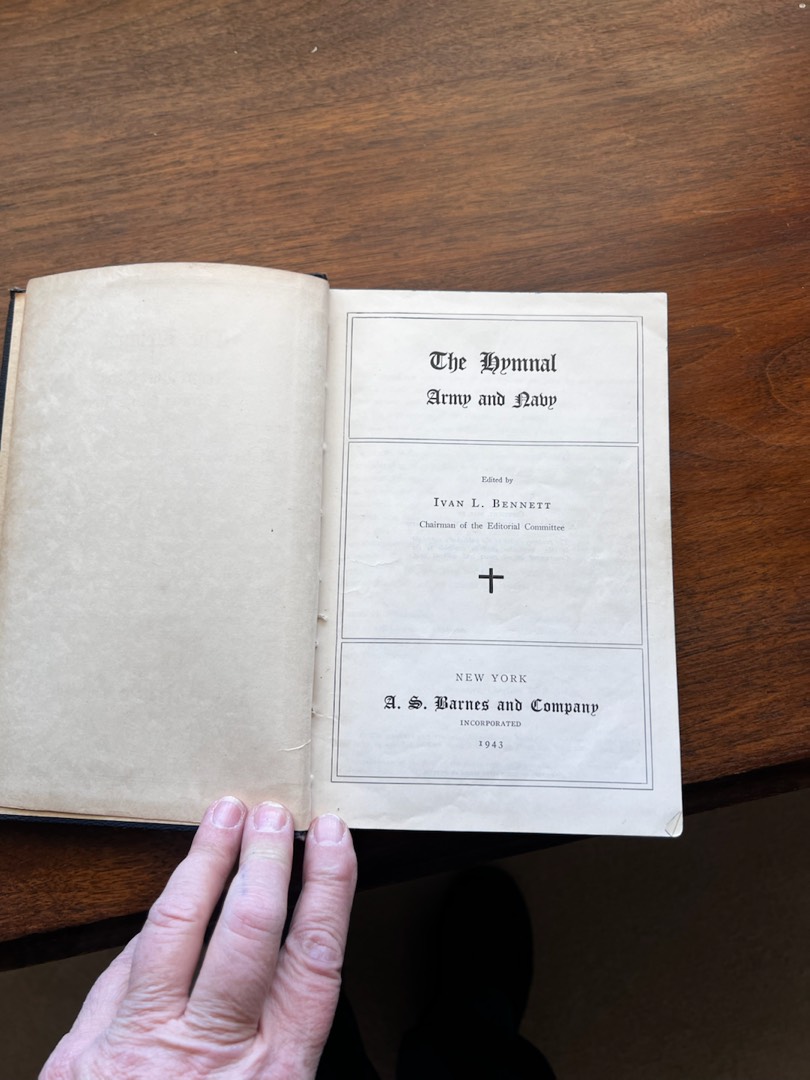 The Hymnal
Army and Navy
Edited by
Ivan L. Bennett
Chairman of the Editorial Committee
NEW YORK
A. S. Barnes and Company
INCORPORATED
1943